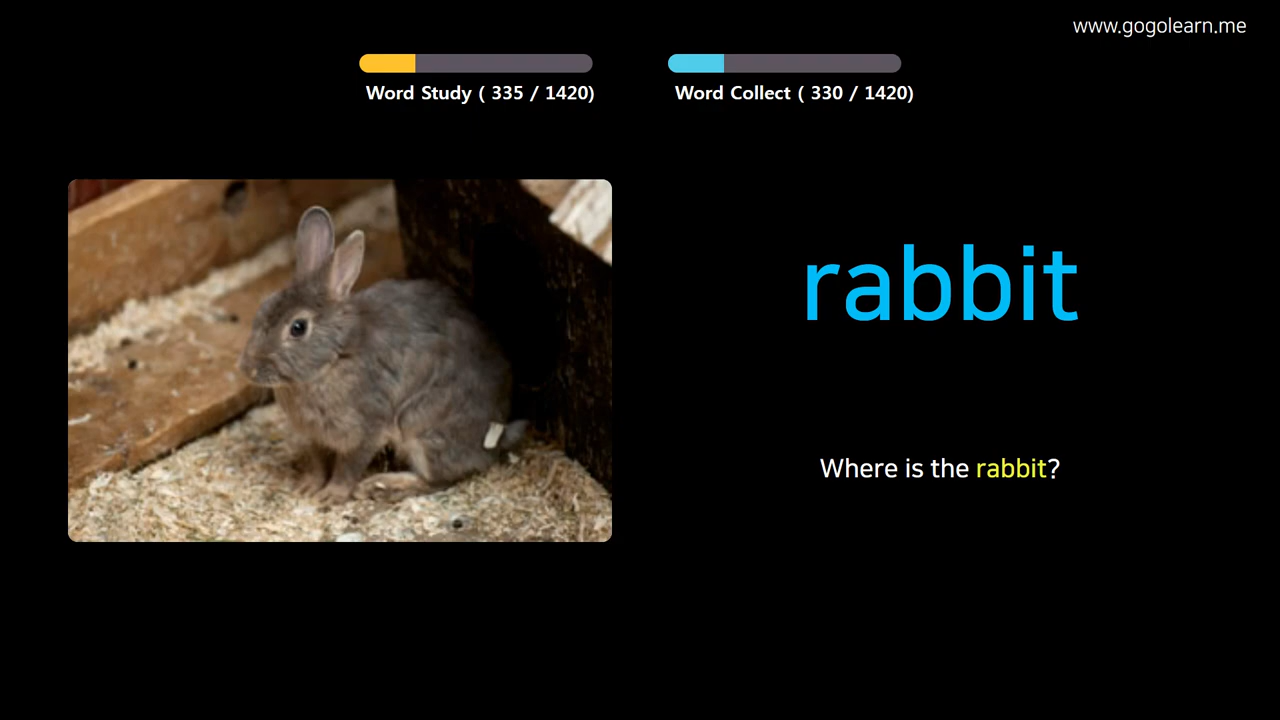 www.gogolearn.me
Word Study ( 335 / 1420)
Word Collect ( 330 / 1420)
rabbit
Where is the rabbit?